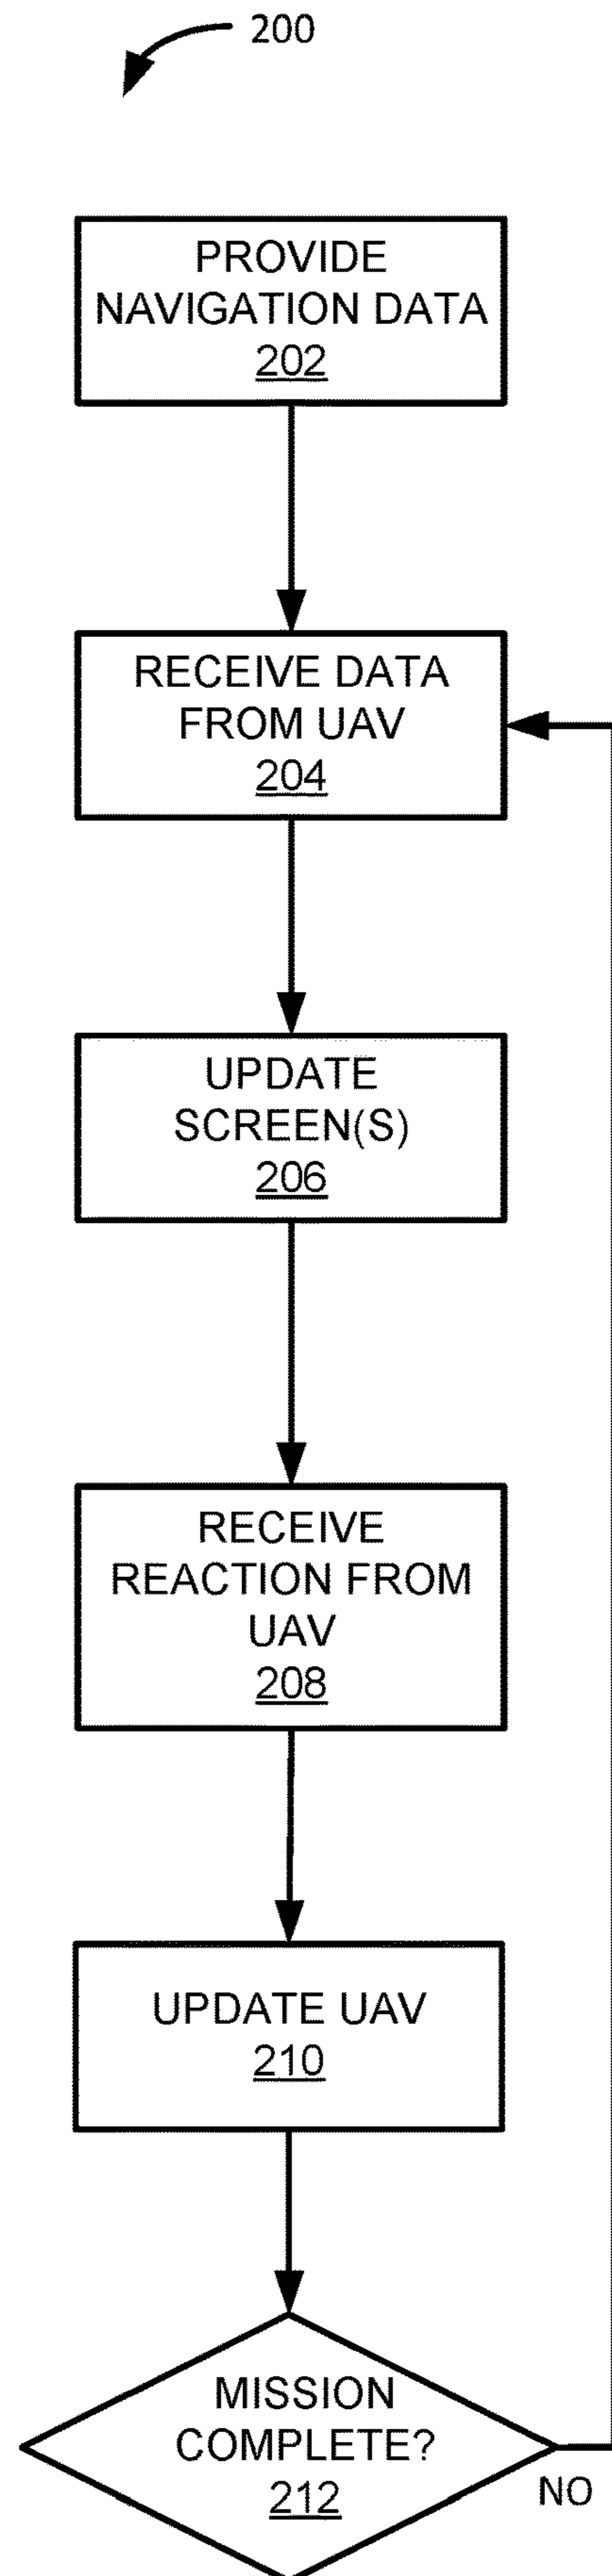 200
PROVIDE
NAVIGATION DATA
202
RECEIVE DATA
FROM UAV
204
UPDATE
SCREEN(S)
206
RECEIVE
REACTION FROM
UAV
208
UPDATE UAV
210
MISSION
COMPLETE?
212
NO